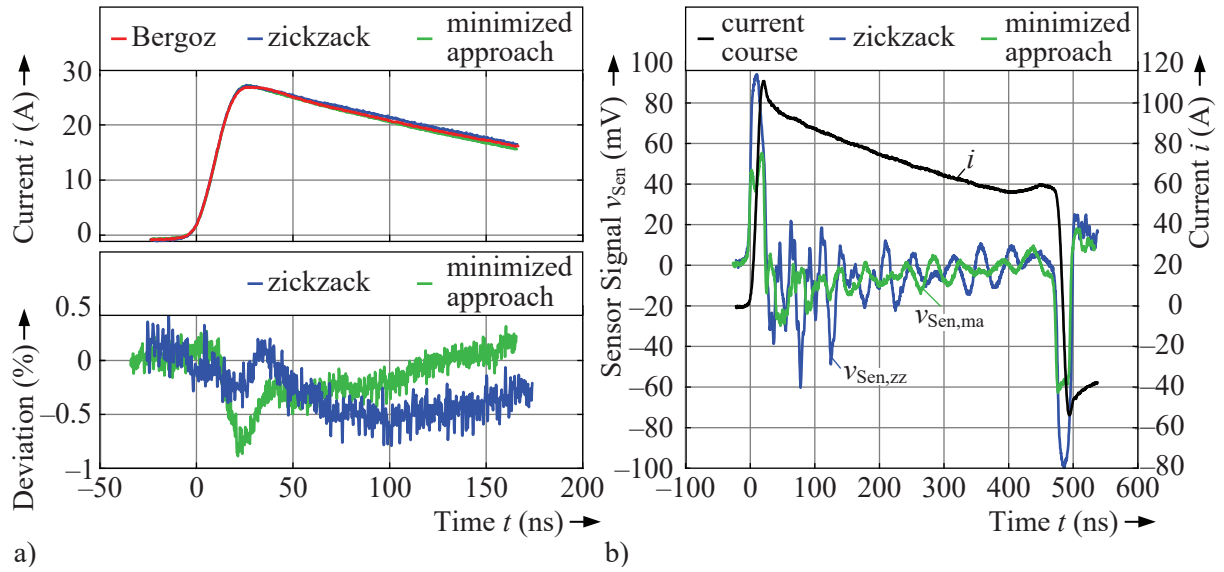 Bergoz zickzack minimized
approach
Current i (A)
30
20
10
0
zickzack minimized
approach
Deviation (%)
0.5
0
–0.5
–1
–50 0 50 100 150 200
Time t (ns)
a)
current
course zickzack minimized
approach
Sensor Signal vSen (mV)
100
80
60
40
20
0
–20
–40
–60
–80
–100
Current i (A)
120
100
80
60
40
20
0
–20
–40
–60
–80
i
vSen,ma
vSen,zz
–100 0 100 200 300 400 500 600
Time t (ns)
b)